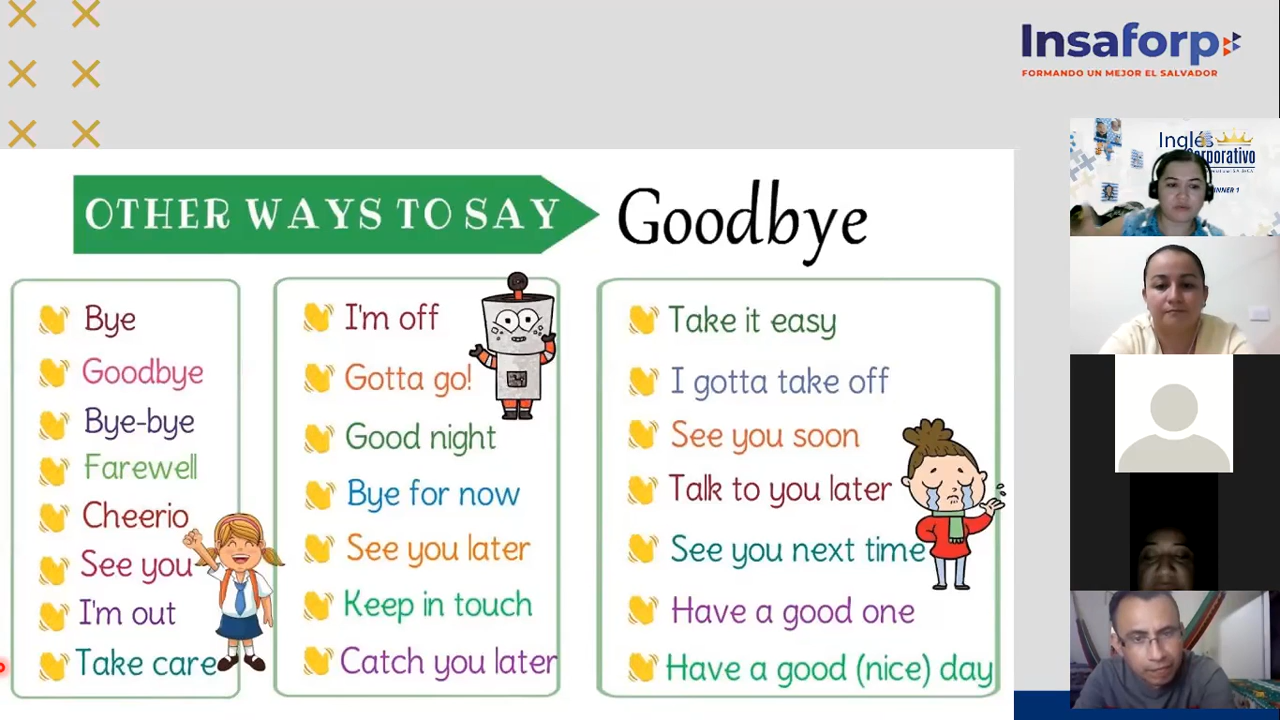 Insaforp
FORMANDO UN MEJOR EL SALVADOR
Inglés
Corporativo
OTHER WAYS TO SAY
Goodbye
Bye
Goodbye
Bye-bye
Farewell
Cheerio
See you
I'm out
Take care
I'm off
Gotta go!
Good night
Bye for now
See you later
Keep in touch
Catch you later
Take it easy
I gotta take off
See you soon
Talk to you later
See you next time
Have a good one
Have a good (nice) day